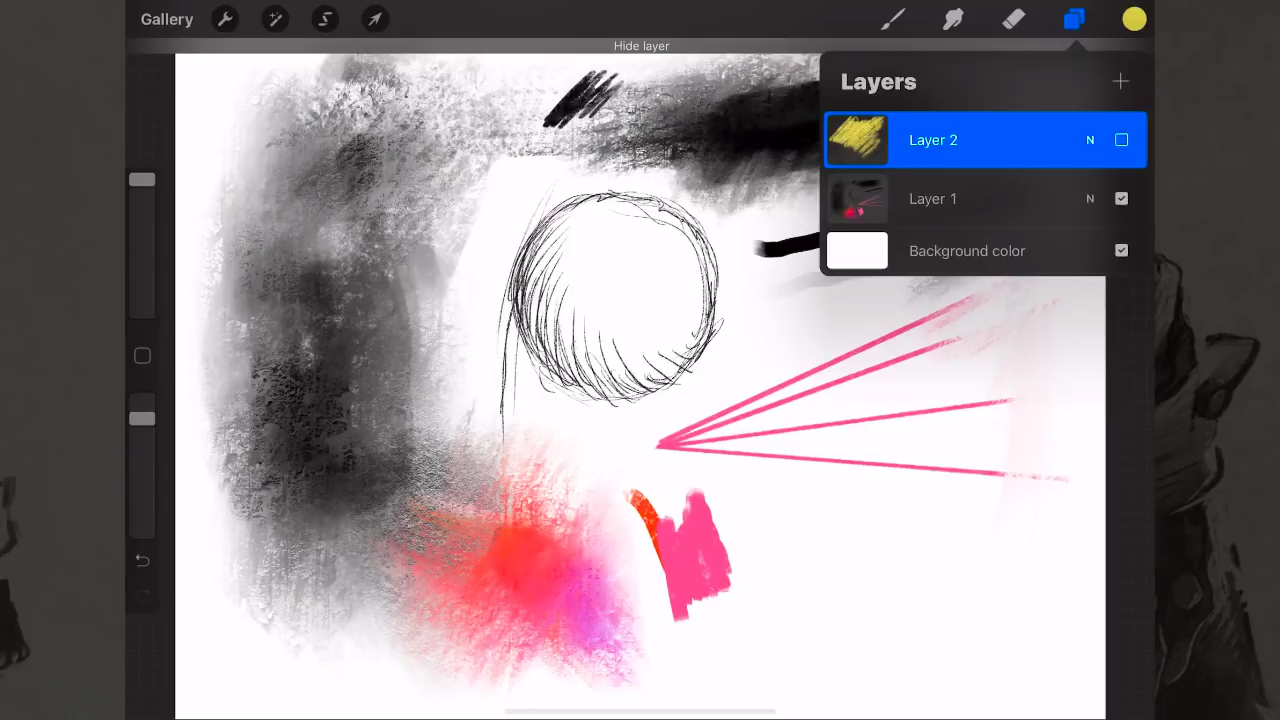 Gallery
Hide layer
Layers
Layer 2 N
Layer 1 N
Background color